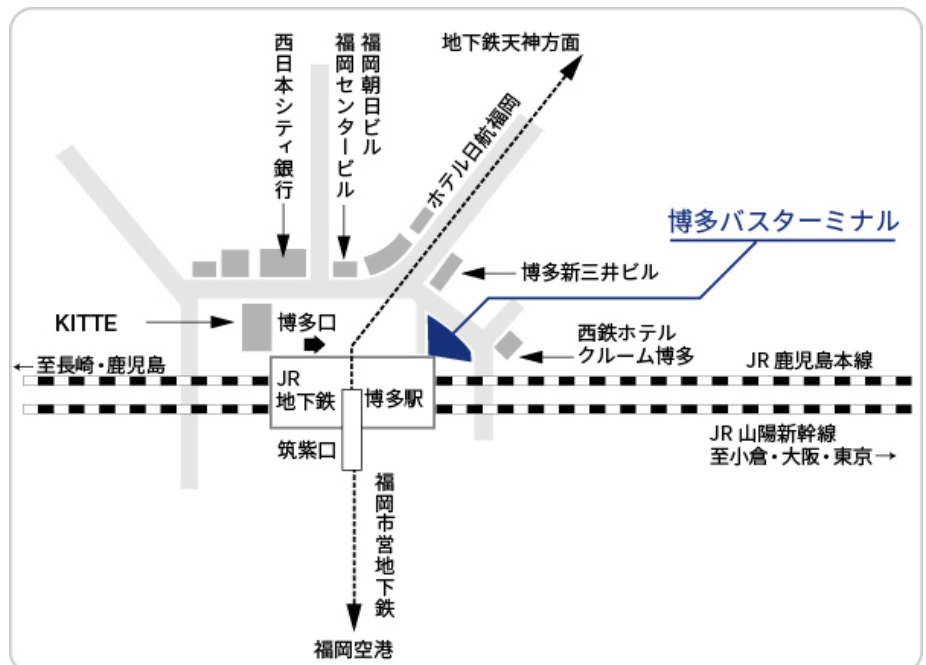 西日本シティ銀行
福岡センタービル
福岡朝日ビル
地下鉄天神方面
ホテル日航福岡
博多バスターミナル
博多新三井ビル
KITTE
博多口
西鉄ホテル
クルーム博多
←至長崎・鹿児島
JR 鹿児島本線
JR
地下鉄
博多駅
JR 山陽新幹線
至小倉・大阪・東京→
筑紫口
福岡市営地下鉄
福岡空港